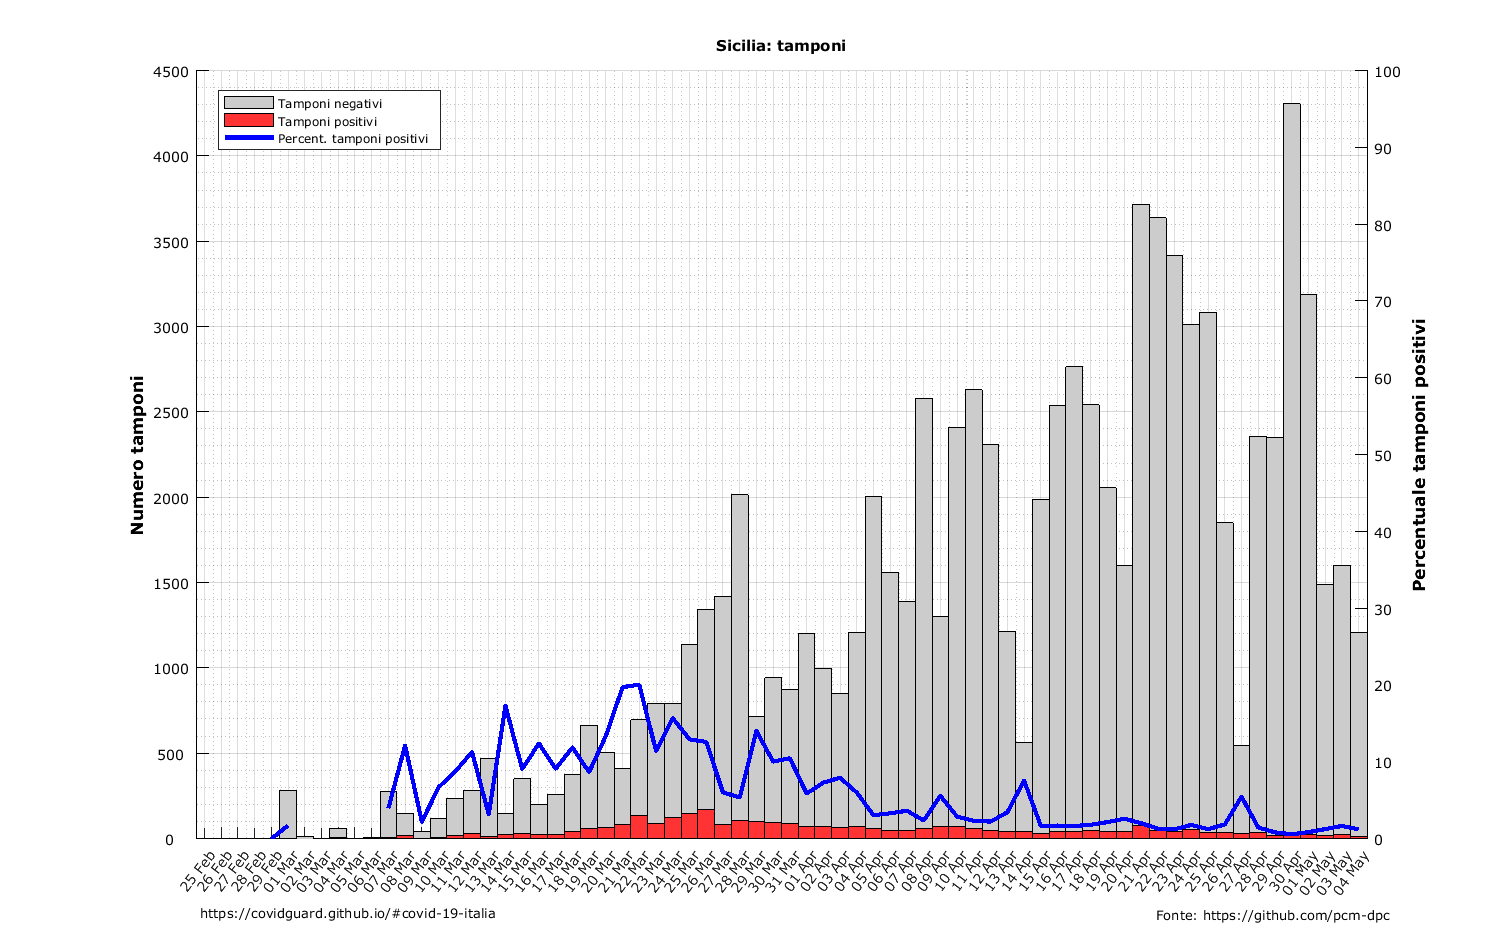 Sicilia: tamponi
Numero tamponi
4500
4000
3500
3000
2500
2000
1500
1000
500
0
Tamponi negativi
Tamponi positivi
Percent. tamponi positivi
100
90
80
70
60
50
40
30
20
10
0
Percentuale tamponi positivi
25 Feb
26 Feb
27 Feb
28 Feb
29 Feb
01 Mar
02 Mar
03 Mar
04 Mar
05 Mar
06 Mar
07 Mar
08 Mar
09 Mar
10 Mar
11 Mar
12 Mar
13 Mar
14 Mar
15 Mar
16 Mar
17 Mar
18 Mar
19 Mar
20 Mar
21 Mar
22 Mar
23 Mar
24 Mar
25 Mar
26 Mar
27 Mar
28 Mar
29 Mar
30 Mar
31 Mar
01 Apr
02 Apr
03 Apr
04 Apr
05 Apr
06 Apr
07 Apr
08 Apr
09 Apr
10 Apr
11 Apr
12 Apr
13 Apr
14 Apr
15 Apr
16 Apr
17 Apr
18 Apr
19 Apr
20 Apr
21 Apr
22 Apr
23 Apr
24 Apr
25 Apr
26 Apr
27 Apr
28 Apr
29 Apr
30 Apr
01 May
02 May
03 May
04 May
https://covidguard.github.io/#covid-19-italia
Fonte: https://github.com/pcm-dpc